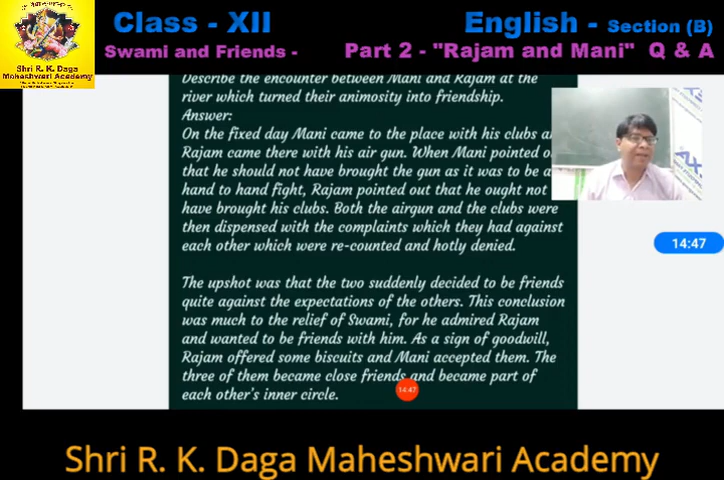 Class - XII
English - Section (B)
Swami and Friends - Part 2 - "Rajam and Mani" Q & A
Shri R. K. Daga
Maheshwari Academy
Describe the encounter between Mani and Rajam at the
river which turned their animosity into friendship.
Answer:
On the fixed day Mani came to the place with his clubs
Rajam came there with his air gun. When Mani pointed
that he should not have brought the gun as it was to be
hand to hand fight, Rajam pointed out that he ought not
have brought his clubs. Both the airgun and the clubs were
then dispensed with the complaints which they had against
each other which were re-counted and hotly denied.
The upshot was that the two suddenly decided to be friends
quite against the expectations of the others. This conclusion
was much to the relief of Swami, for he admired Rajam
and wanted to be friends with him. As a sign of goodwill,
Rajam offered some biscuits and Mani accepted them. The
three of them became close friends and became part of
each other's inner circle.
14:47
14:47
Shri R. K. Daga Maheshwari Academy